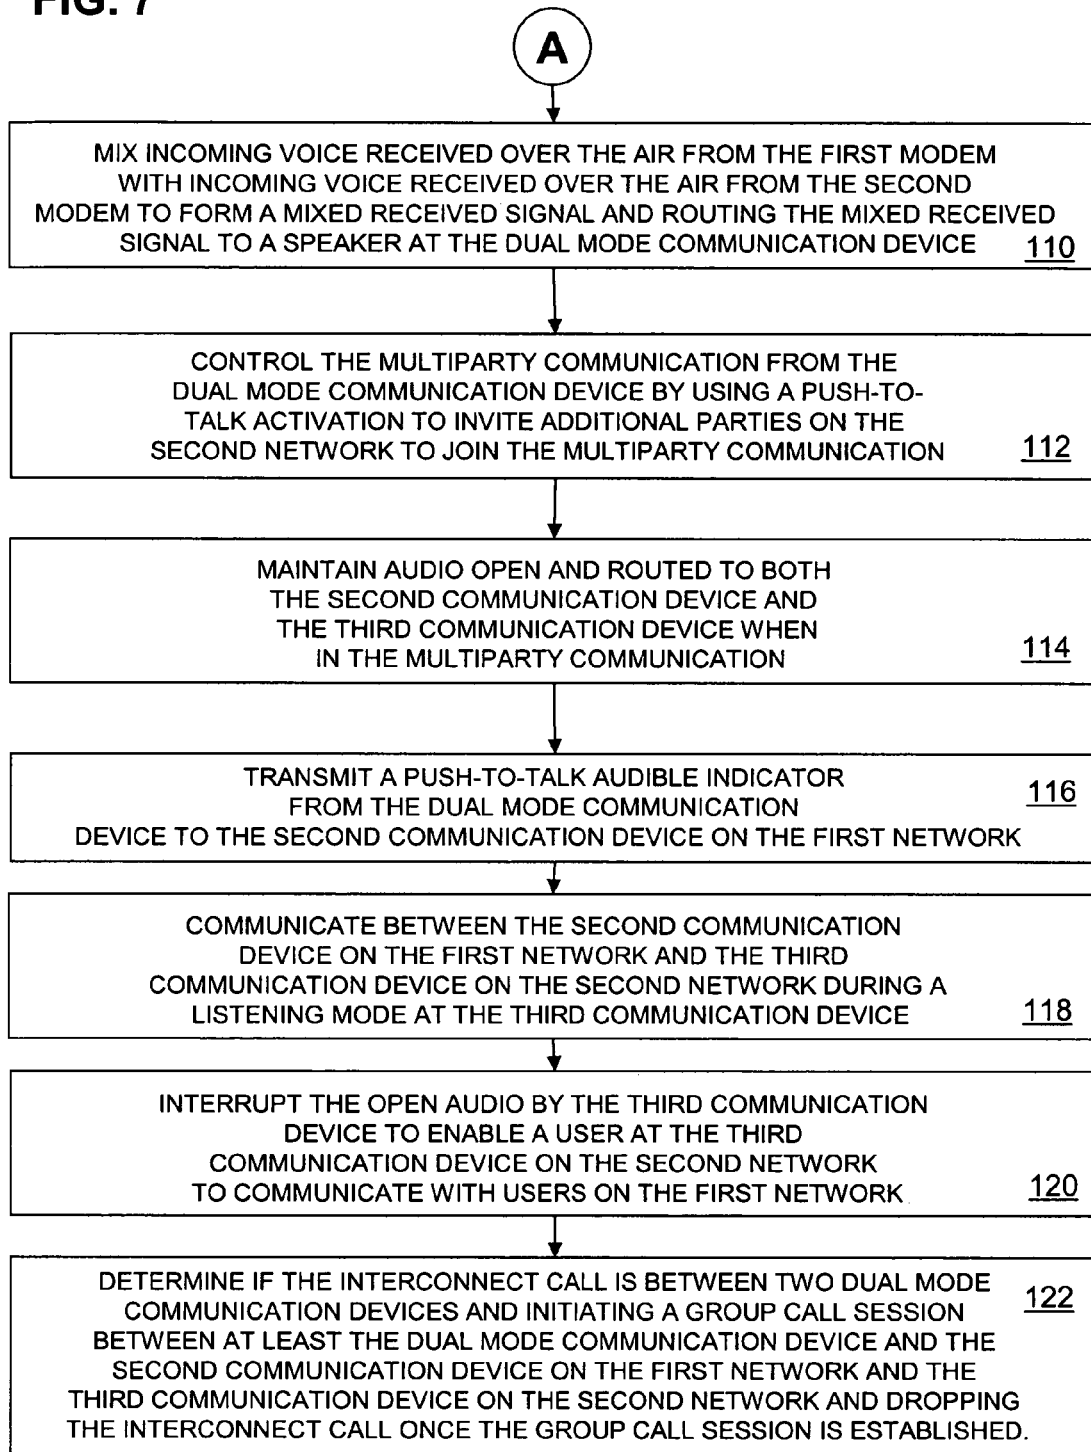 FIG. 7
A
MIX INCOMING VOICE RECEIVED OVER THE AIR FROM THE FIRST MODEM
WITH INCOMING VOICE RECEIVED OVER THE AIR FROM THE SECOND
MODEM TO FORM A MIXED RECEIVED SIGNAL AND ROUTING THE MIXED RECEIVED
SIGNAL TO A SPEAKER AT THE DUAL MODE COMMUNICATION DEVICE 110
CONTROL THE MULTIPARTY COMMUNICATION FROM THE
DUAL MODE COMMUNICATION DEVICE BY USING A PUSH-TO-
TALK ACTIVATION TO INVITE ADDITIONAL PARTIES ON THE
SECOND NETWORK TO JOIN THE MULTIPARTY COMMUNICATION 112
MAINTAIN AUDIO OPEN AND ROUTED TO BOTH
THE SECOND COMMUNICATION DEVICE AND
THE THIRD COMMUNICATION DEVICE WHEN
IN THE MULTIPARTY COMMUNICATION 114
TRANSMIT A PUSH-TO-TALK AUDIBLE INDICATOR 116
FROM THE DUAL MODE COMMUNICATION
DEVICE TO THE SECOND COMMUNICATION DEVICE ON THE FIRST NETWORK
COMMUNICATE BETWEEN THE SECOND COMMUNICATION
DEVICE ON THE FIRST NETWORK AND THE THIRD
COMMUNICATION DEVICE ON THE SECOND NETWORK DURING A
LISTENING MODE AT THE THIRD COMMUNICATION DEVICE 118
INTERRUPT THE OPEN AUDIO BY THE THIRD COMMUNICATION
DEVICE TO ENABLE A USER AT THE THIRD
COMMUNICATION DEVICE ON THE SECOND NETWORK
TO COMMUNICATE WITH USERS ON THE FIRST NETWORK 120
DETERMINE IF THE INTERCONNECT CALL IS BETWEEN TWO DUAL MODE 122
COMMUNICATION DEVICES AND INITIATING A GROUP CALL SESSION
BETWEEN AT LEAST THE DUAL MODE COMMUNICATION DEVICE AND THE
SECOND COMMUNICATION DEVICE ON THE FIRST NETWORK AND THE
THIRD COMMUNICATION DEVICE ON THE SECOND NETWORK AND DROPPING
THE INTERCONNECT CALL ONCE THE GROUP CALL SESSION IS ESTABLISHED.